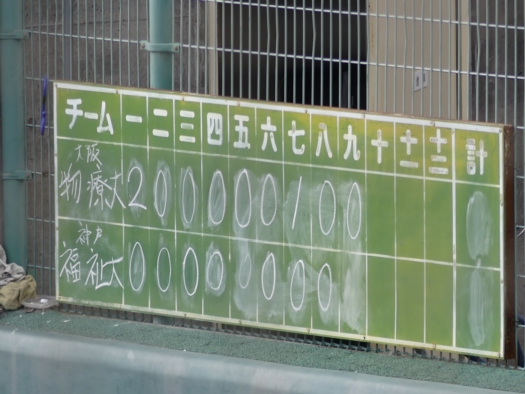 チーム 一 二 三 四 五 六 七 八 九 十 十一 十二 計
大阪
物療大 2 0 0 0 0 0 1 0 0
神戸
福祉大 0 0 0 0 0 0 0 0